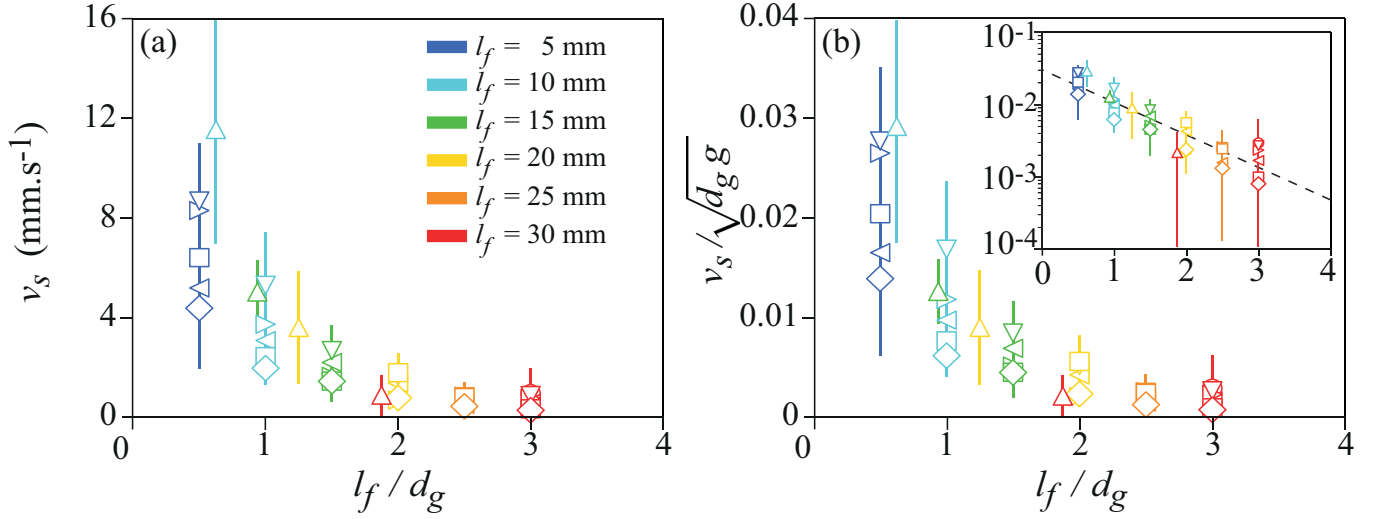 (a)
16
12
8
4
0
v_s (mm.s⁻¹)
l_f = 5 mm
l_f = 10 mm
l_f = 15 mm
l_f = 20 mm
l_f = 25 mm
l_f = 30 mm
0 1 2 3 4
l_f / d_g
(b)
0.04
0.03
0.02
0.01
0
v_s / √d_g g
10⁻¹
10⁻²
10⁻³
10⁻⁴
0 1 2 3 4
0 1 2 3 4
l_f / d_g